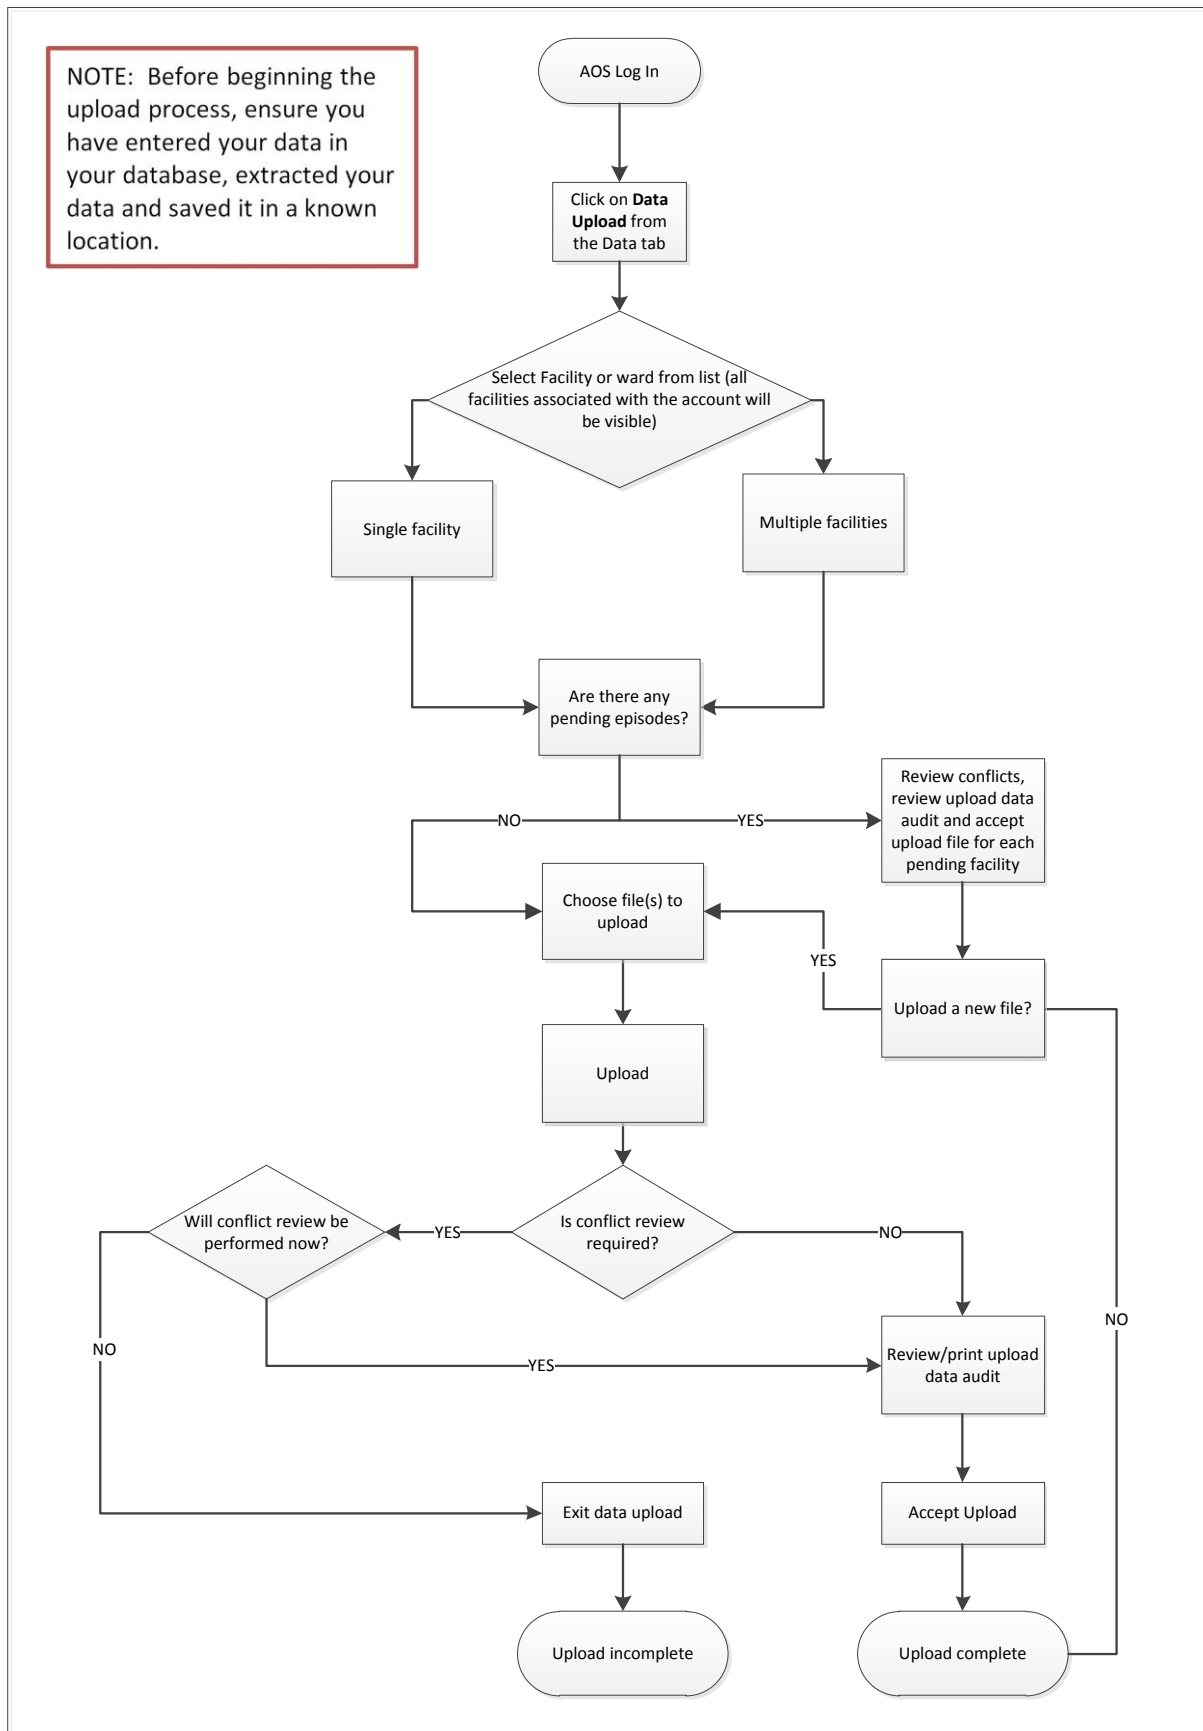 NOTE:  Before beginning the
upload process, ensure you
have entered your data in
your database, extracted your
data and saved it in a known
location.
AOS Log In
Click on Data
Upload from
the Data tab
Select Facility or ward from list (all
facilities associated with the account will
be visible)
Single facility
Multiple facilities
Are there any
pending episodes?
NO
YES
Review conflicts,
review upload data
audit and accept
upload file for each
pending facility
Choose file(s) to
upload
YES
Upload a new file?
Upload
Will conflict review be
performed now?
YES
Is conflict review
required?
NO
NO
NO
YES
Review/print upload
data audit
Exit data upload
Accept Upload
Upload incomplete
Upload complete